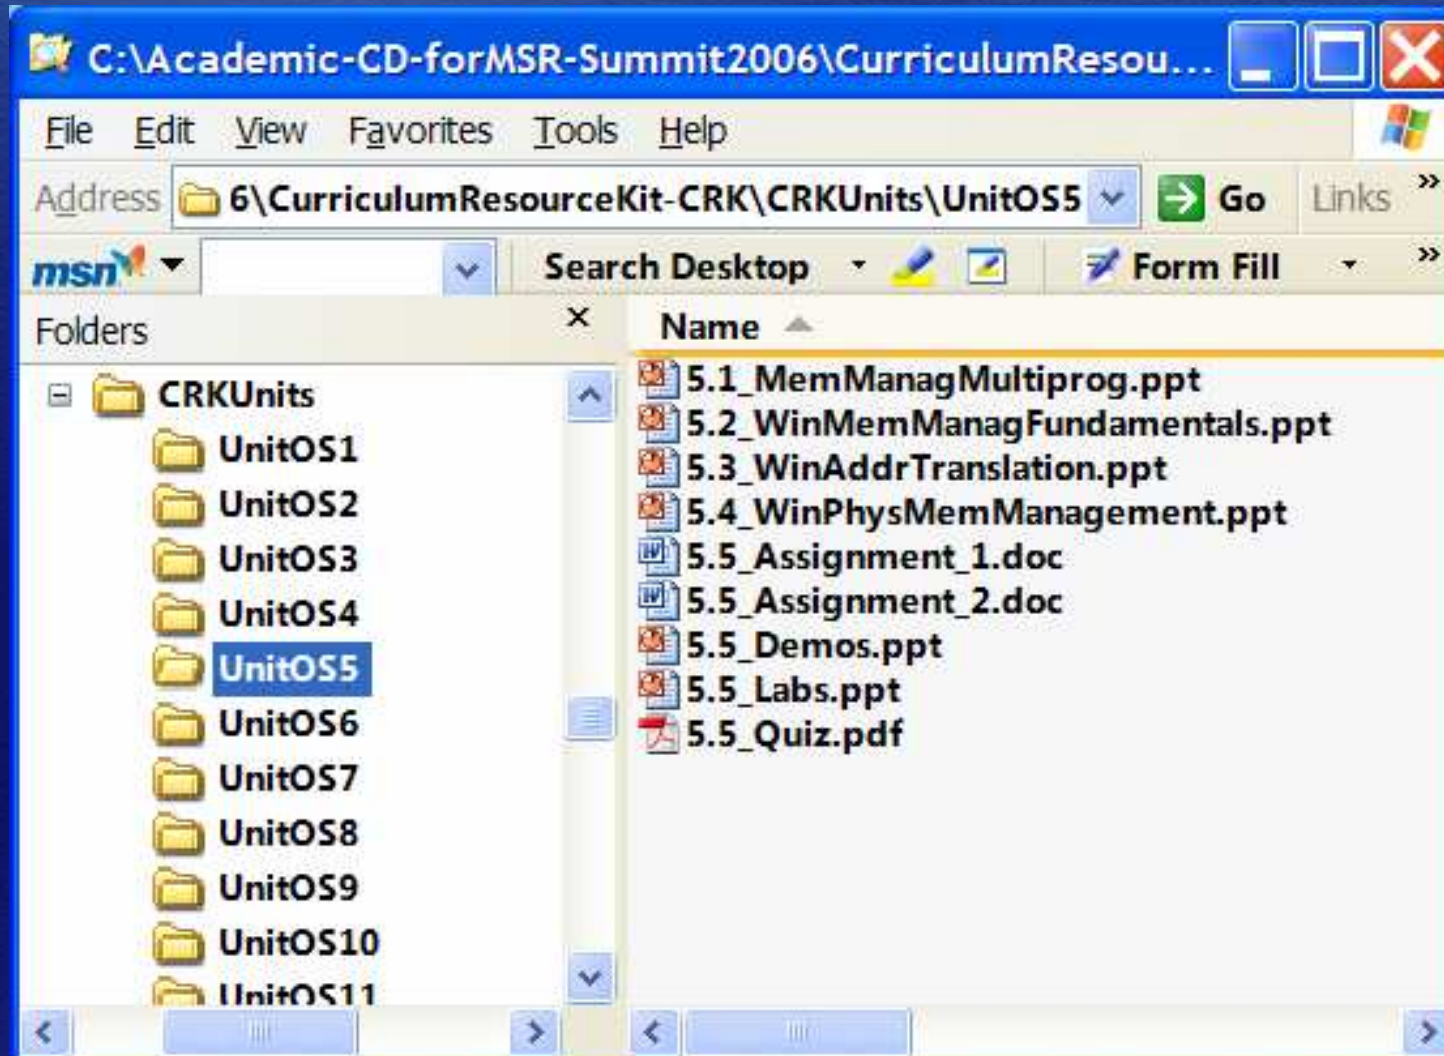 C:\Academic-CD-forMSR-Summit2006\CurriculumResou...
File Edit View Favorites Tools Help
Address 6\CurriculumResourceKit-CRK\CRKUnits\UnitOS5 Go Links »
msn Search Desktop Form Fill »
Folders
CRKUnits
UnitOS1
UnitOS2
UnitOS3
UnitOS4
UnitOS5
UnitOS6
UnitOS7
UnitOS8
UnitOS9
UnitOS10
UnitOS11
Name
5.1_MemManagMultiprog.ppt
5.2_WinMemManagFundamentals.ppt
5.3_WinAddrTranslation.ppt
5.4_WinPhysMemManagement.ppt
5.5_Assignment_1.doc
5.5_Assignment_2.doc
5.5_Demos.ppt
5.5_Labs.ppt
5.5_Quiz.pdf